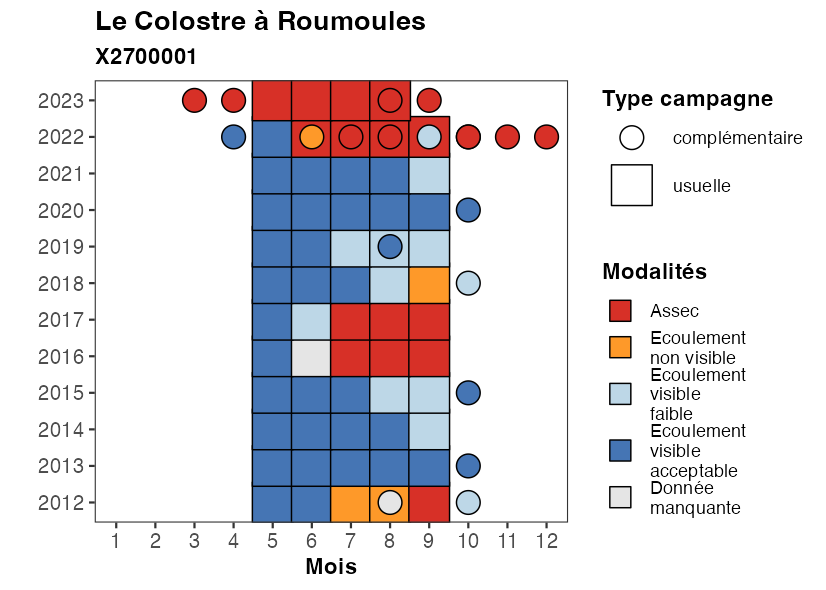 Le Colostre à Roumoules
X2700001
2023
2022
2021
2020
2019
2018
2017
2016
2015
2014
2013
2012
1 2 3 4 5 6 7 8 9 10 11 12
Mois
Type campagne
complémentaire
usuelle
Modalités
Assec
Ecoulement
non visible
Ecoulement
visible
faible
Ecoulement
visible
acceptable
Donnée
manquante